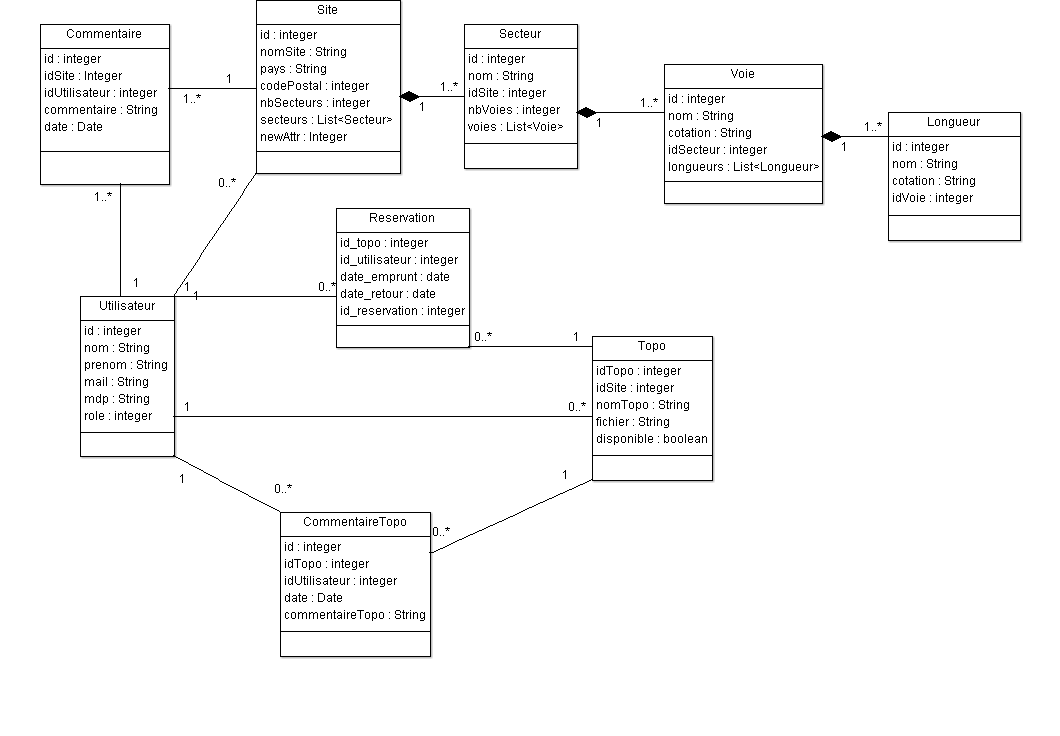 Commentaire
id : integer
idSite : Integer
idUtilisateur : integer
commentaire : String
date : Date
1
1..*
Site
id : integer
nomSite : String
pays : String
codePostal : integer
nbSecteurs : integer
secteurs : List<Secteur>
newAttr : Integer
1..*
1
Secteur
id : integer
nom : String
idSite : integer
nbVoies : integer
voies : List<Voie>
1..*
1
Voie
id : integer
nom : String
cotation : String
idSecteur : integer
longueurs : List<Longueur>
1..*
1
Longueur
id : integer
nom : String
cotation : String
idVoie : integer
1..*
0..*
1
1
1
0..*
Reservation
id_topo : integer
id_utilisateur : integer
date_emprunt : date
date_retour : date
id_reservation : integer
0..*
1
Utilisateur
id : integer
nom : String
prenom : String
mail : String
mdp : String
role : integer
1
0..*
Topo
idTopo : integer
idSite : integer
nomTopo : String
fichier : String
disponible : boolean
1
0..*
1
0..*
CommentaireTopo
id : integer
idTopo : integer
idUtilisateur : integer
date : Date
commentaireTopo : String